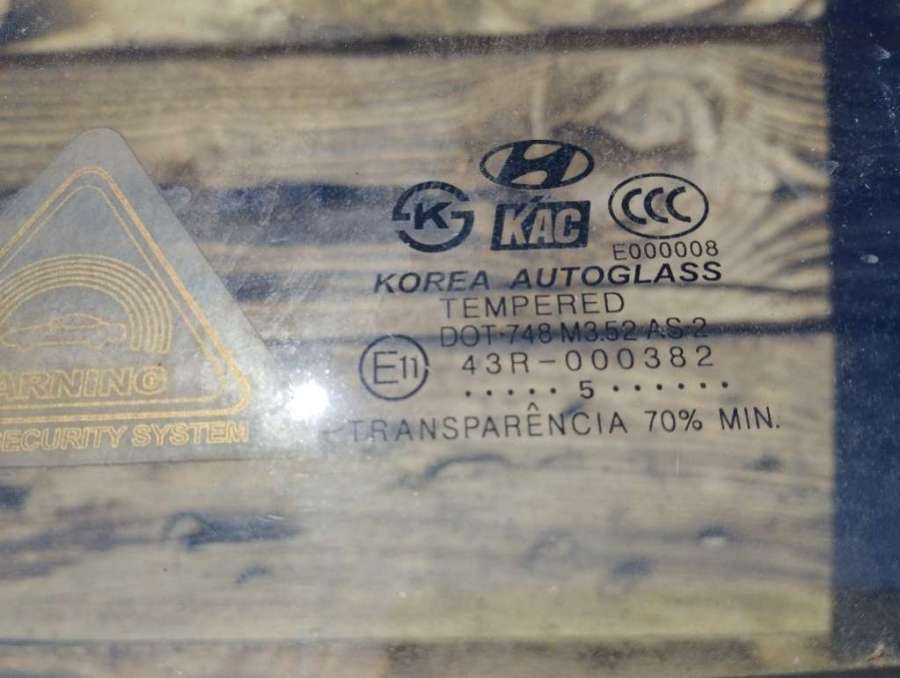 K
KAC
CCC
E000008
KOREA AUTOGLASS
TEMPERED
DOT-748 M3.52 AS-2
E11
43R-000382
.....5.......
TRANSPARÊNCIA 70% MIN.
ARNING
ECURITY SYSTEM